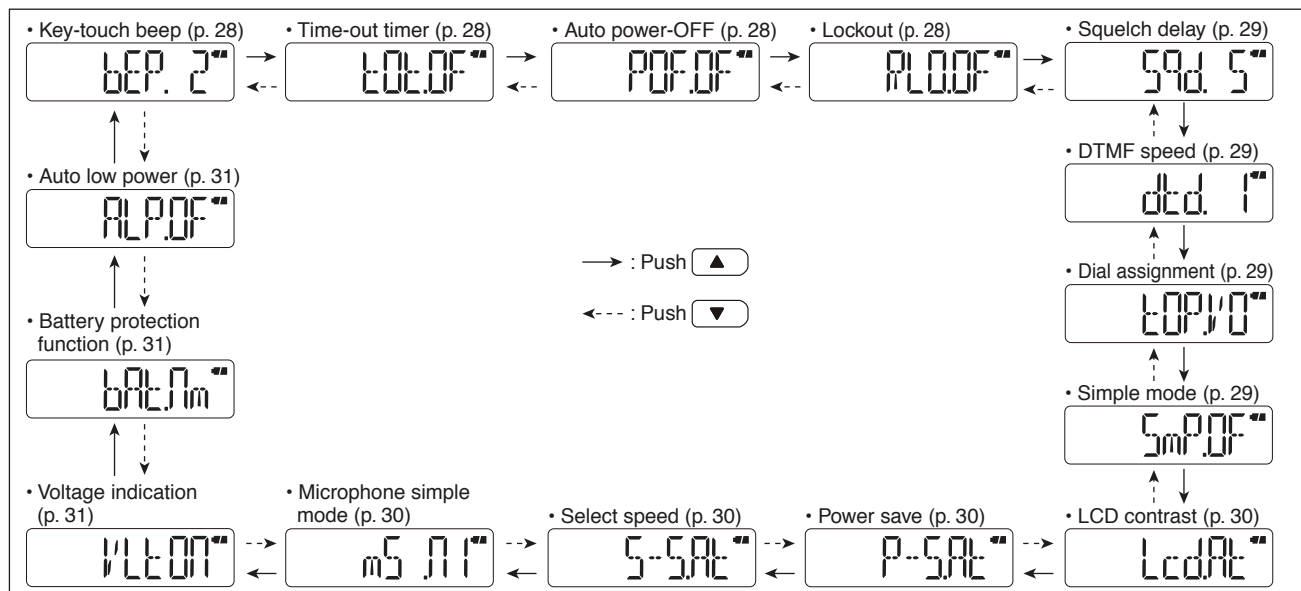 • Key-touch beep (p. 28)
• Time-out timer (p. 28)
• Auto power-OFF (p. 28)
• Lockout (p. 28)
• Squelch delay (p. 29)
bEP. 2
tOt.OF
POF.OF
RLO.OF
Sqd. 5
• Auto low power (p. 31)
• DTMF speed (p. 29)
ALP.OF
dtd. 1
: Push ▲
• Dial assignment (p. 29)
: Push ▼
tOP.VO
• Battery protection
function (p. 31)
bAt.Nm
• Simple mode (p. 29)
SmP.OF
• Voltage indication
(p. 31)
• Microphone simple
mode (p. 30)
• Select speed (p. 30)
• Power save (p. 30)
• LCD contrast (p. 30)
VLt.ON
mS .N1
S-S.At
P-S.At
Lcd.At